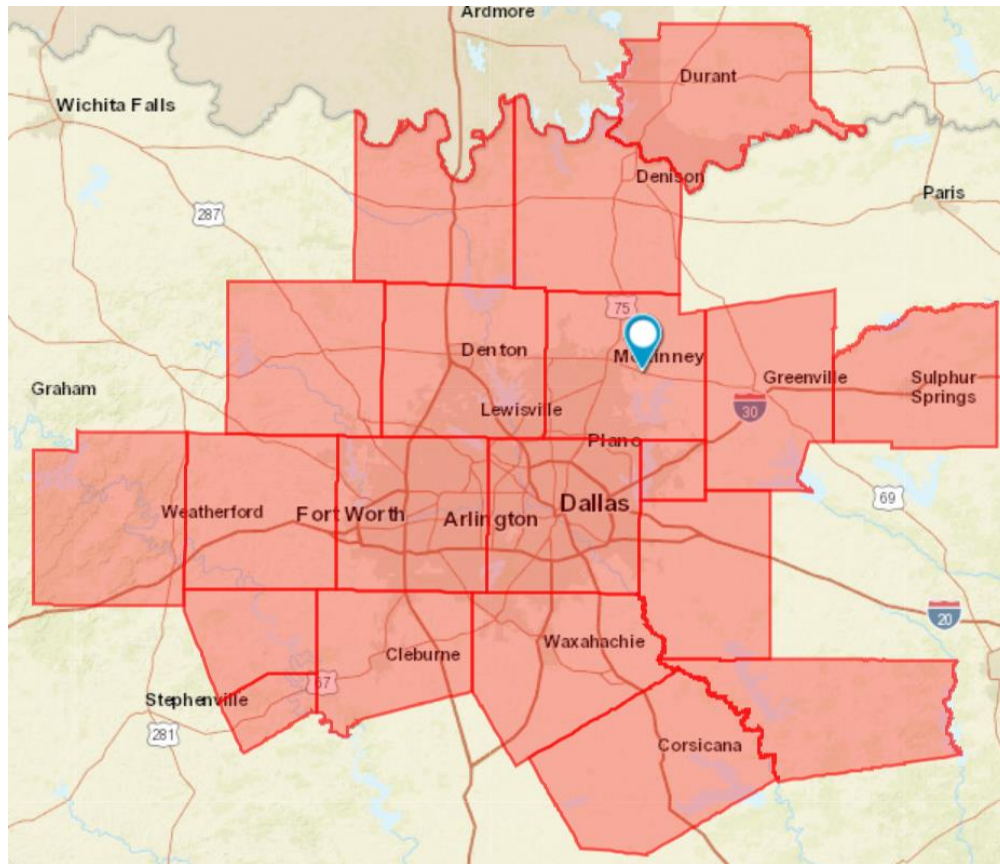 Ardmore
Durant
Wichita Falls
Denison
Paris
287
75
Denton
McKinney
Graham
Greenville
Sulphur
Springs
Lewisville
30
Plano
69
Weatherford
Fort Worth
Arlington
Dallas
20
Waxahachie
Cleburne
67
Stephenville
281
Corsicana